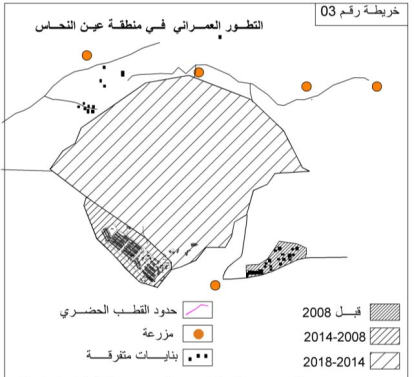 خريطة رقم 03
التطور العمراني في منطقة عين النحاس
قبل 2008
2014-2008
2018-2014
حدود القطب الحضري
مزرعة
بنايات متفرقة